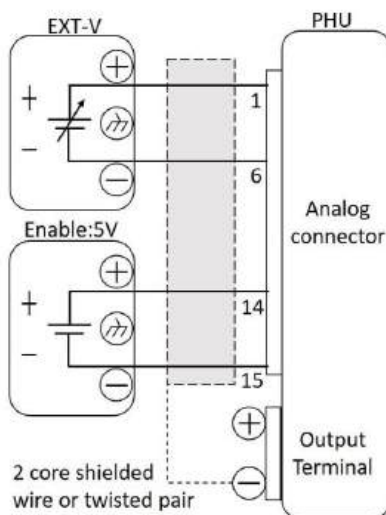 EXT-V
PHU
+
+
1
−
−
6
Analog
connector
Enable:5V
+
+
14
−
−
15
+
Output
Terminal
−
2 core shielded
wire or twisted pair